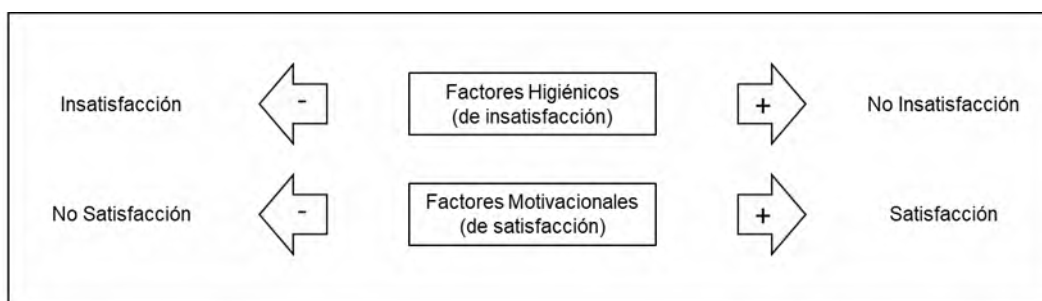 Insatisfacción
-
Factores Higiénicos
(de insatisfacción)
+
No Insatisfacción
No Satisfacción
-
Factores Motivacionales
(de satisfacción)
+
Satisfacción